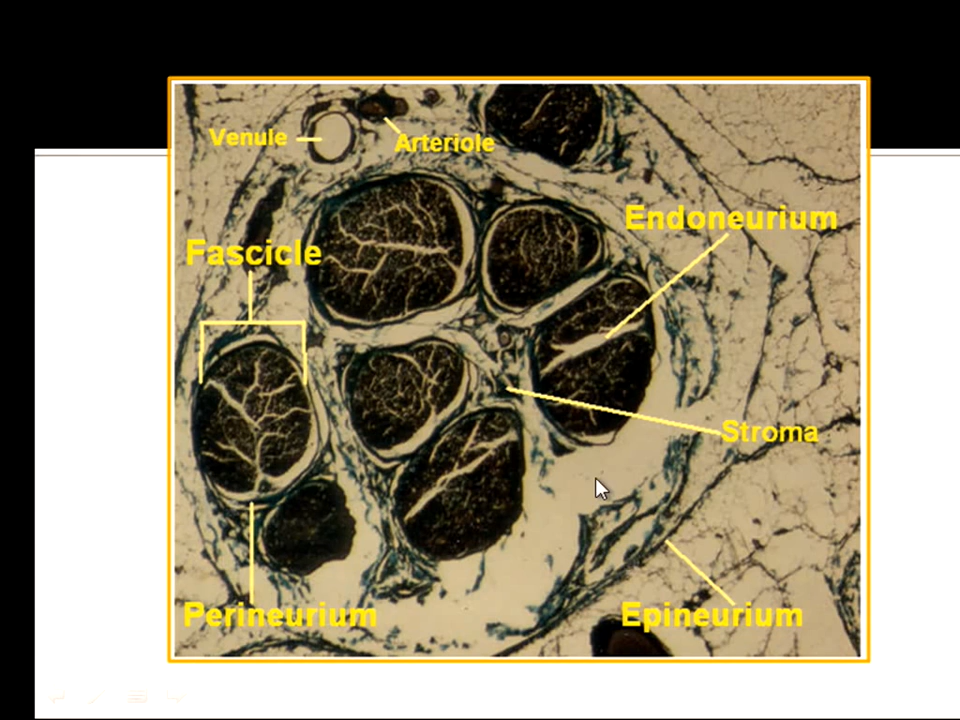 Venule
Arteriole
Endoneurium
Fascicle
Stroma
Perineurium
Epineurium